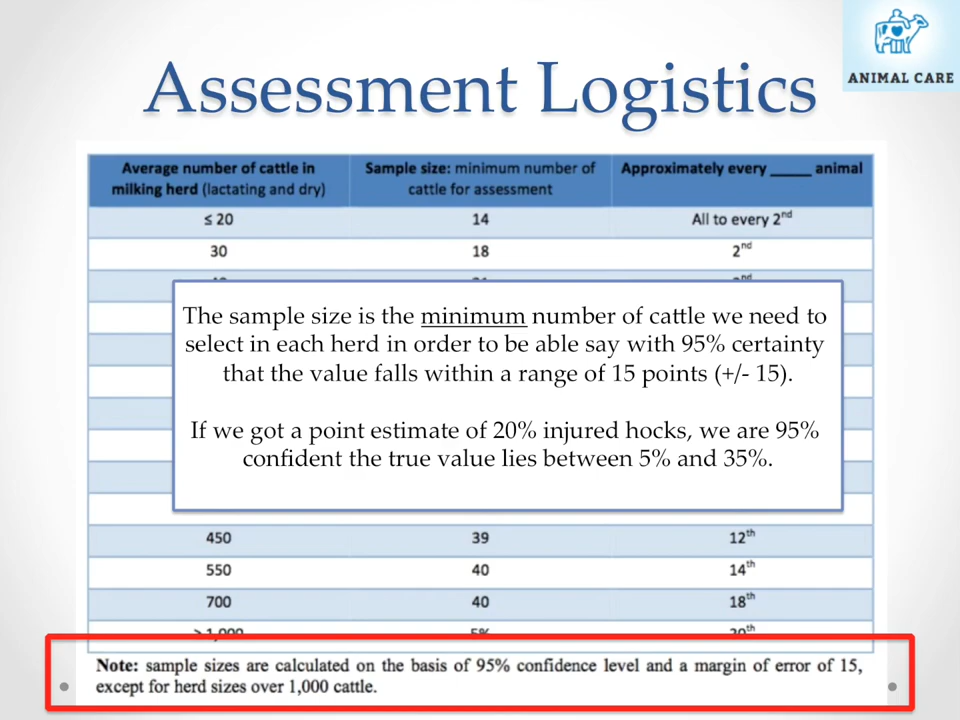 ANIMAL CARE
Assessment Logistics
Average number of cattle in Sample size: minimum number of Approximately every _____ animal
milking herd (lactating and dry) cattle for assessment
≤ 20 14 All to every 2nd
30 18 2nd
The sample size is the minimum number of cattle we need to
select in each herd in order to be able say with 95% certainty
that the value falls within a range of 15 points (+/- 15).
If we got a point estimate of 20% injured hocks, we are 95%
confident the true value lies between 5% and 35%.
450 39 12th
550 40 14th
700 40 18th
> 1,000 5% 20th
Note: sample sizes are calculated on the basis of 95% confidence level and a margin of error of 15,
except for herd sizes over 1,000 cattle.